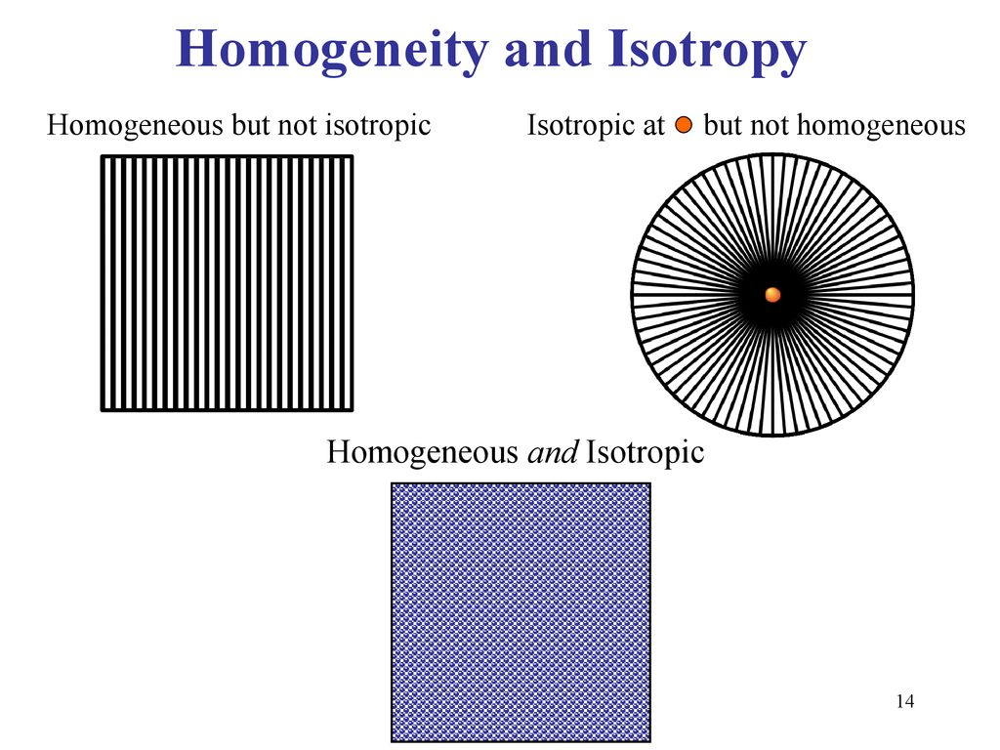 Homogeneity and Isotropy
Homogeneous but not isotropic
Isotropic at but not homogeneous
Homogeneous and Isotropic
14